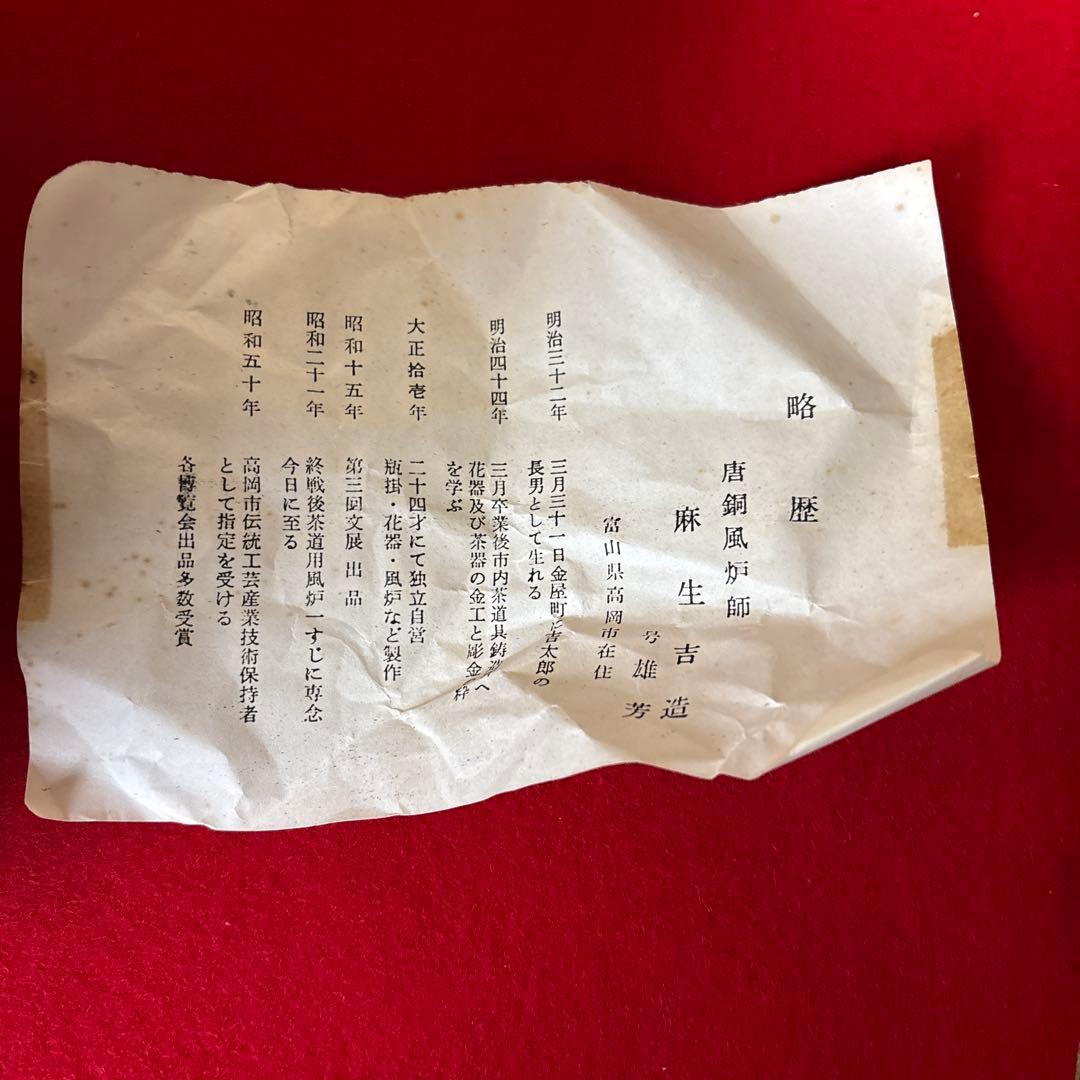 略歴
唐銅風炉師
麻生吉造
号 雄芳
富山県高岡市在住
明治三十二年 三月三十一日金屋町に吉太郎の
長男として生れる
明治四十四年 三月卒業後市内茶道具鋳造へ
花器及び茶器の金工と彫金
を学ぶ
大正拾壱年 二十四才にて独立自営
瓶掛・花器・風炉など製作
昭和十五年 第三回文展出品
昭和二十一年 終戦後茶道用風炉一すじに専念
今日に至る
昭和五十年 高岡市伝統工芸産業技術保持者
として指定を受ける
各博覧会出品多数受賞